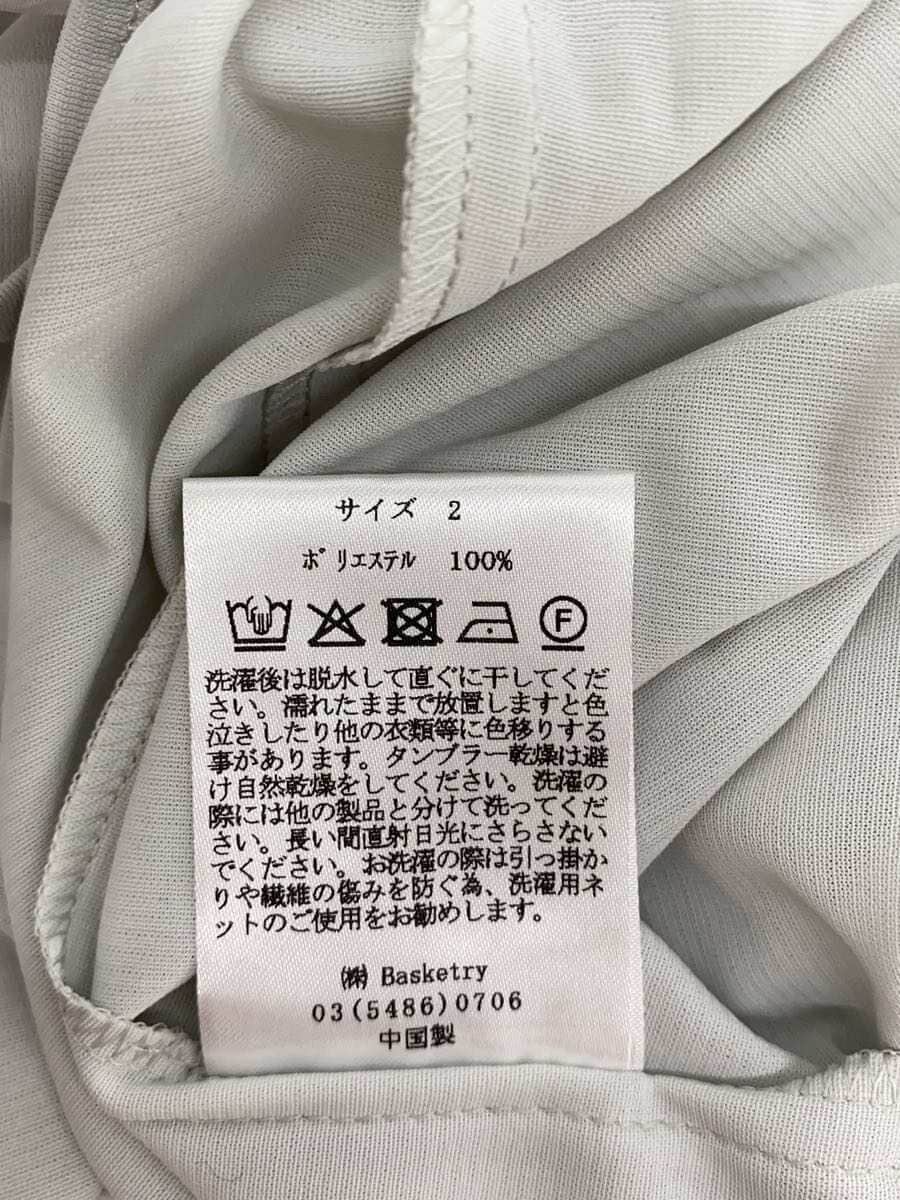 サイズ 2
ポリエステル 100%
F
洗濯後は脱水して直ぐに干してくだ
さい。濡れたままで放置しますと色
泣きしたり他の衣類等に色移りする
事があります。タンブラー乾燥は避
け自然乾燥をしてください。洗濯の
際には他の製品と分けて洗ってくだ
さい。長い間直射日光にさらさない
でください。お洗濯の際は引っ掛か
りや繊維の傷みを防ぐ為、洗濯用ネ
ットのご使用をお勧めします。
㈱ Basketry
03(5486)0706
中国製